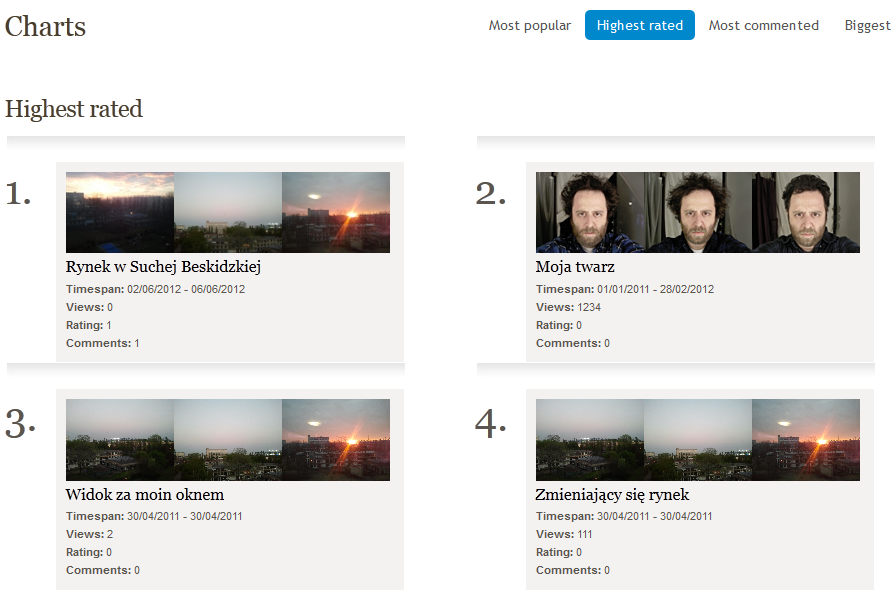 Charts
Most popular Highest rated Most commented Biggest
Highest rated
1.
Rynek w Suchej Beskidzkiej
Timespan: 02/06/2012 - 06/06/2012
Views: 0
Rating: 1
Comments: 1
2.
Moja twarz
Timespan: 01/01/2011 - 28/02/2012
Views: 1234
Rating: 0
Comments: 0
3.
Widok za moin oknem
Timespan: 30/04/2011 - 30/04/2011
Views: 2
Rating: 0
Comments: 0
4.
Zmieniający się rynek
Timespan: 30/04/2011 - 30/04/2011
Views: 111
Rating: 0
Comments: 0